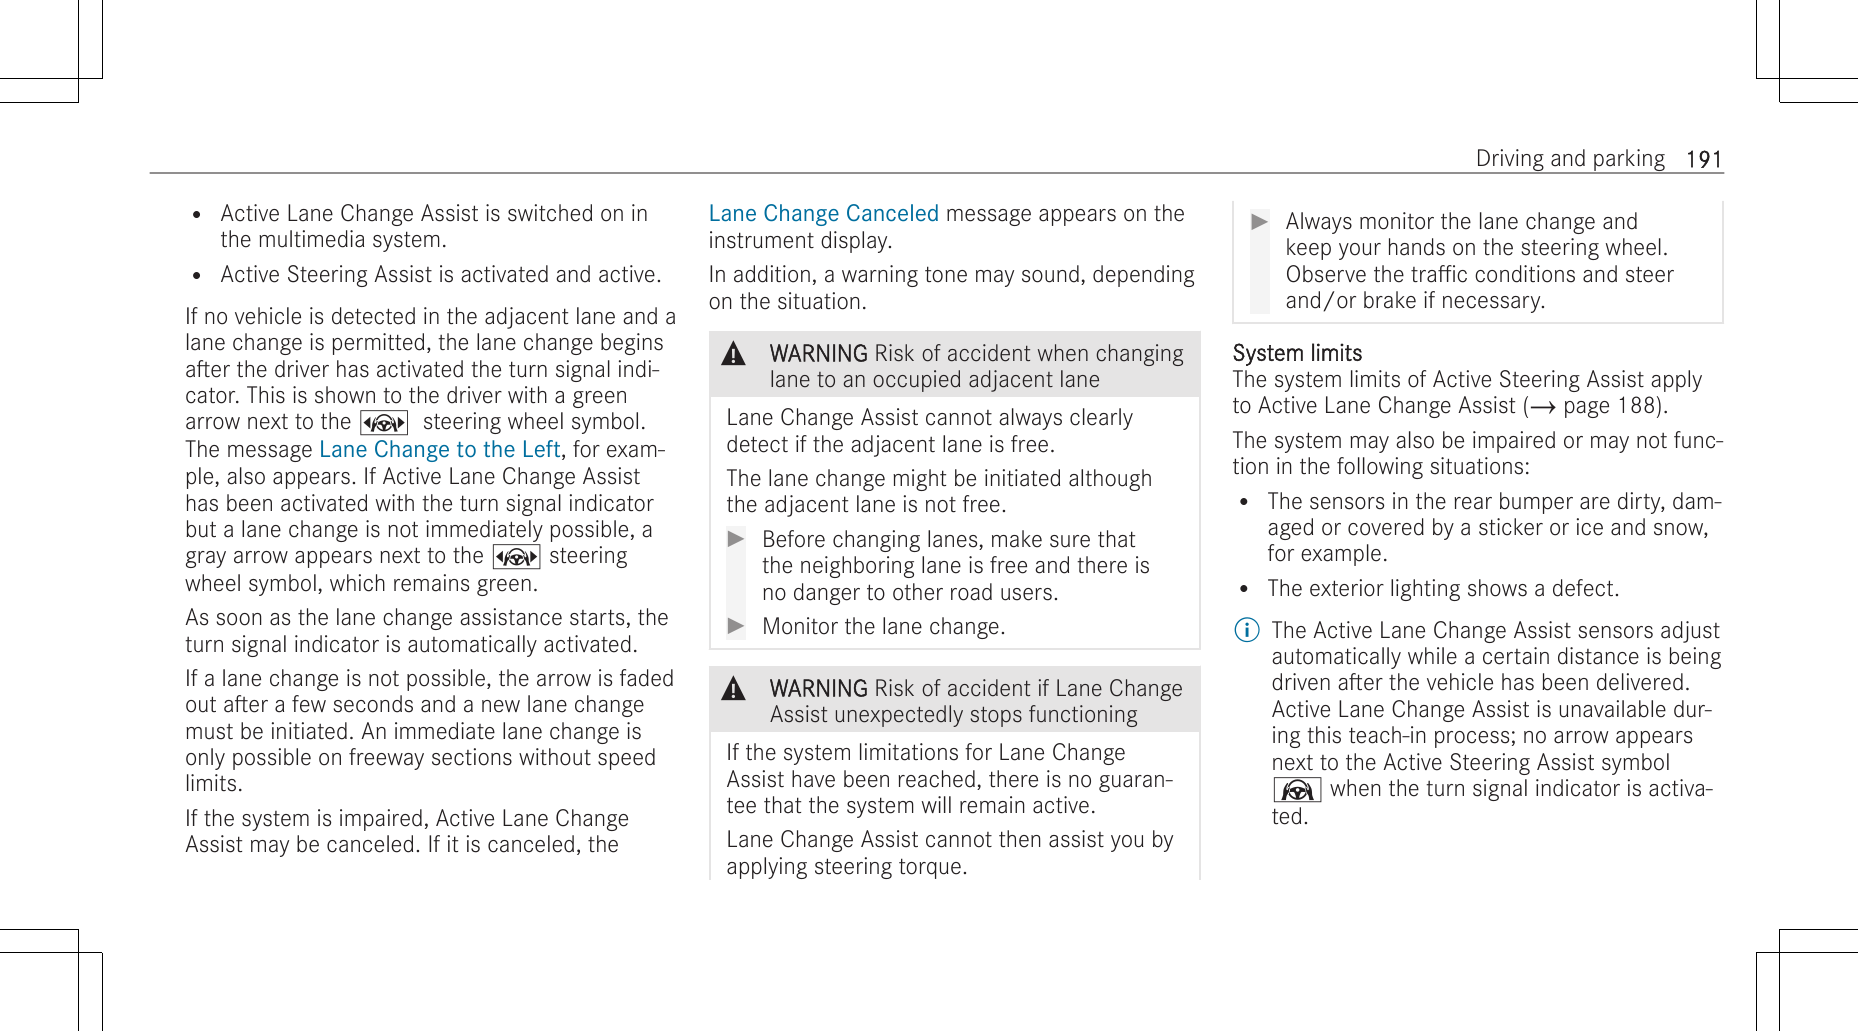 Driving and parking 191
• Active Lane Change Assist is switched on in
the multimedia system.
• Active Steering Assist is activated and active.
If no vehicle is detected in the adjacent lane and a
lane change is permitted, the lane change begins
after the driver has activated the turn signal indi-
cator. This is shown to the driver with a green
arrow next to the steering wheel symbol.
The message Lane Change to the Left, for exam-
ple, also appears. If Active Lane Change Assist
has been activated with the turn signal indicator
but a lane change is not immediately possible, a
gray arrow appears next to the steering
wheel symbol, which remains green.
As soon as the lane change assistance starts, the
turn signal indicator is automatically activated.
If a lane change is not possible, the arrow is faded
out after a few seconds and a new lane change
must be initiated. An immediate lane change is
only possible on freeway sections without speed
limits.
If the system is impaired, Active Lane Change
Assist may be canceled. If it is canceled, the
Lane Change Canceled message appears on the
instrument display.
In addition, a warning tone may sound, depending
on the situation.
WARNING Risk of accident when changing
lane to an occupied adjacent lane
Lane Change Assist cannot always clearly
detect if the adjacent lane is free.
The lane change might be initiated although
the adjacent lane is not free.
▶ Before changing lanes, make sure that
the neighboring lane is free and there is
no danger to other road users.
▶ Monitor the lane change.
WARNING Risk of accident if Lane Change
Assist unexpectedly stops functioning
If the system limitations for Lane Change
Assist have been reached, there is no guaran-
tee that the system will remain active.
Lane Change Assist cannot then assist you by
applying steering torque.
▶ Always monitor the lane change and
keep your hands on the steering wheel.
Observe the traffic conditions and steer
and/or brake if necessary.
System limits
The system limits of Active Steering Assist apply
to Active Lane Change Assist (→ page 188).
The system may also be impaired or may not func-
tion in the following situations:
• The sensors in the rear bumper are dirty, dam-
aged or covered by a sticker or ice and snow,
for example.
• The exterior lighting shows a defect.
The Active Lane Change Assist sensors adjust
automatically while a certain distance is being
driven after the vehicle has been delivered.
Active Lane Change Assist is unavailable dur-
ing this teach-in process; no arrow appears
next to the Active Steering Assist symbol
when the turn signal indicator is activa-
ted.